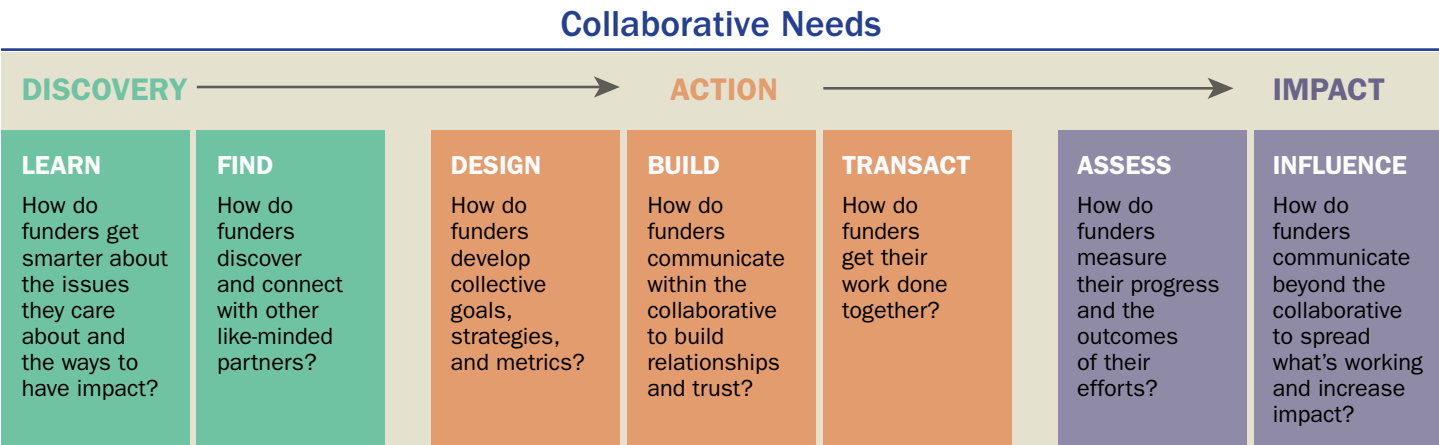 Collaborative Needs
DISCOVERY
ACTION
IMPACT
LEARN
How do
funders get
smarter about
the issues
they care
about and
the ways to
have impact?
FIND
How do
funders
discover
and connect
with other
like-minded
partners?
DESIGN
How do
funders
develop
collective
goals,
strategies,
and metrics?
BUILD
How do
funders
communicate
within the
collaborative
to build
relationships
and trust?
TRANSACT
How do
funders
get their
work done
together?
ASSESS
How do
funders
measure
their progress
and the
outcomes
of their
efforts?
INFLUENCE
How do
funders
communicate
beyond the
collaborative
to spread
what's working
and increase
impact?